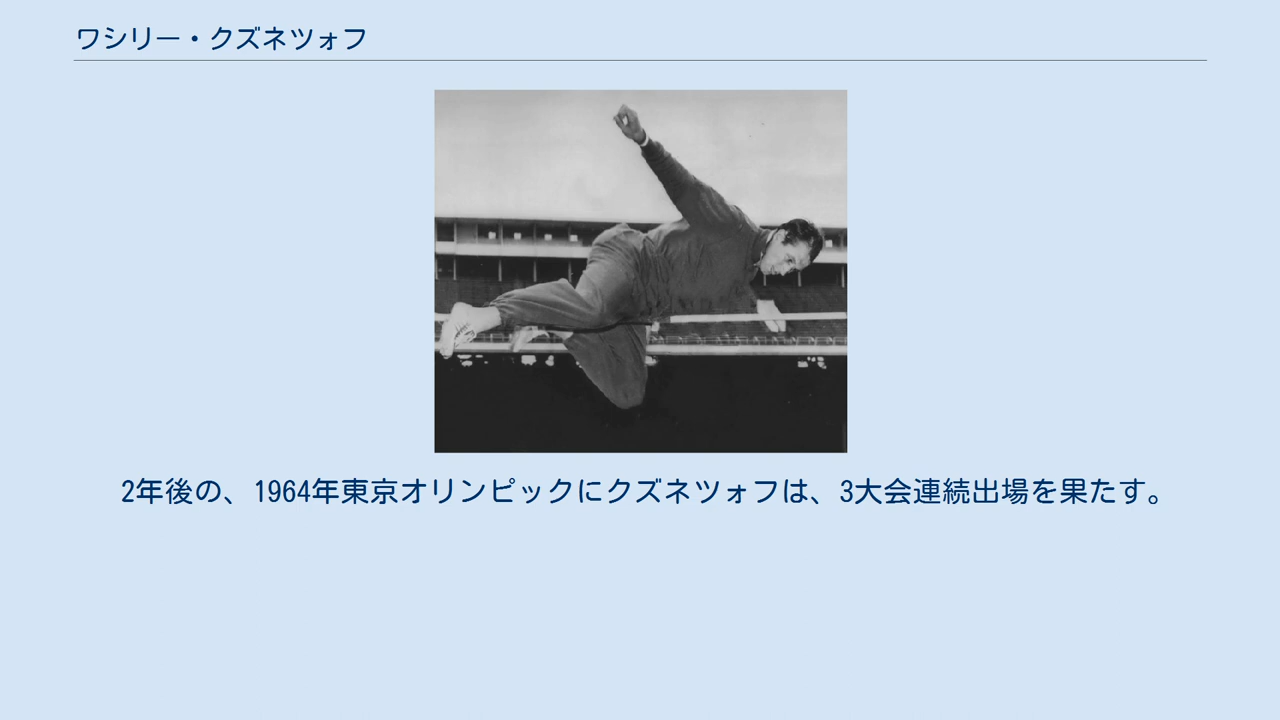 ワシリー・クズネツォフ
2年後の、1964年東京オリンピックにクズネツォフは、3大会連続出場を果たす。